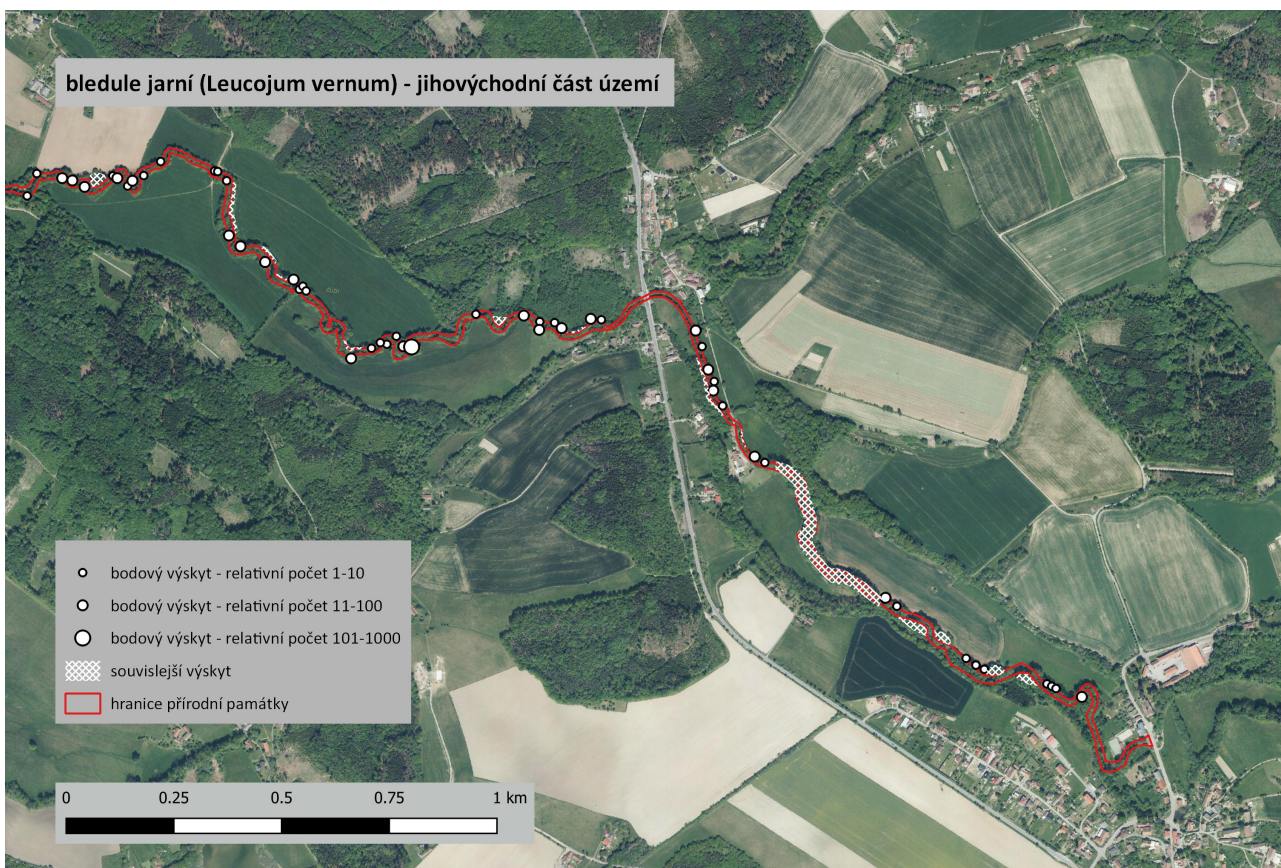 bledule jarní (Leucojum vernum) - jihovýchodní část území
bodový výskyt - relativní počet 1-10
bodový výskyt - relativní počet 11-100
bodový výskyt - relativní počet 101-1000
souvislejší výskyt
hranice přírodní památky
0 0.25 0.5 0.75 1 km